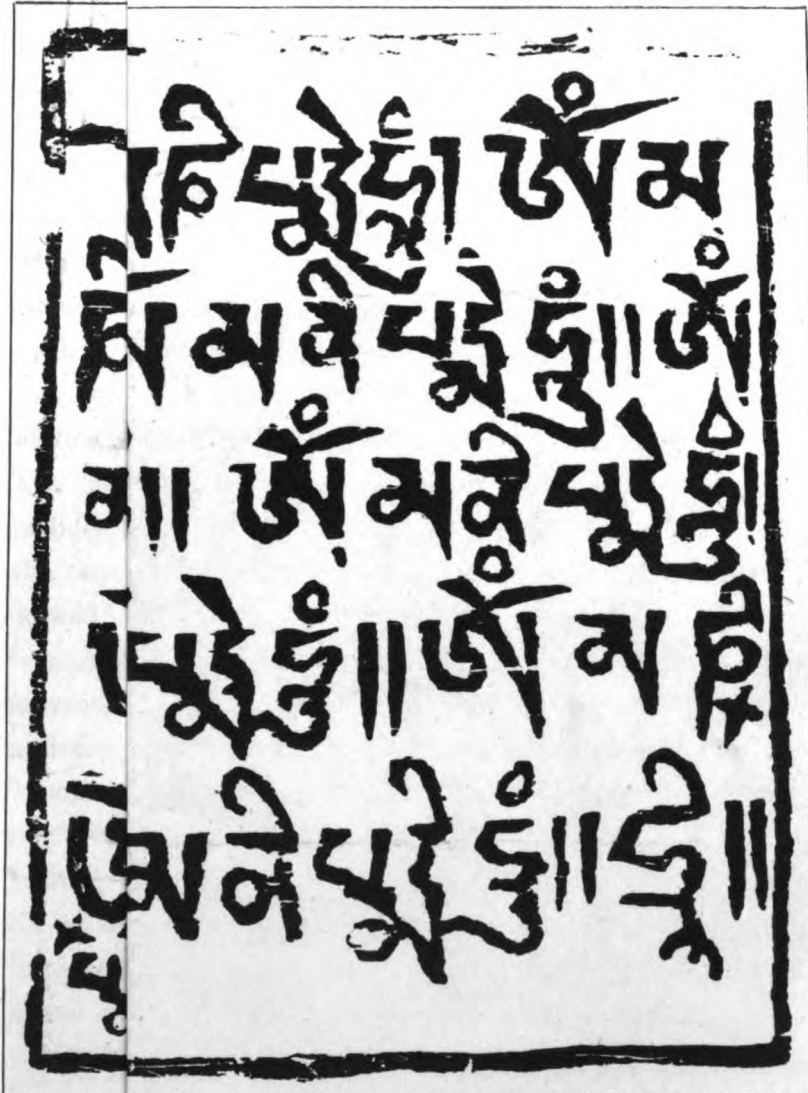 ཎི པདྨེ ཧཱུྃ། ཨོཾ མ
མ ནི པདྨེ ཧུཾ༎ ཨོཾ
མ༎ ཨོཾ མ ནི པདྨེ ཧཱུྃ།
པདྨེ ཧཱུཾ༎ ཨོཾ མ ཎི
མ ནི པདྨེ ཧཱུཾ༎ ཧྲི༎